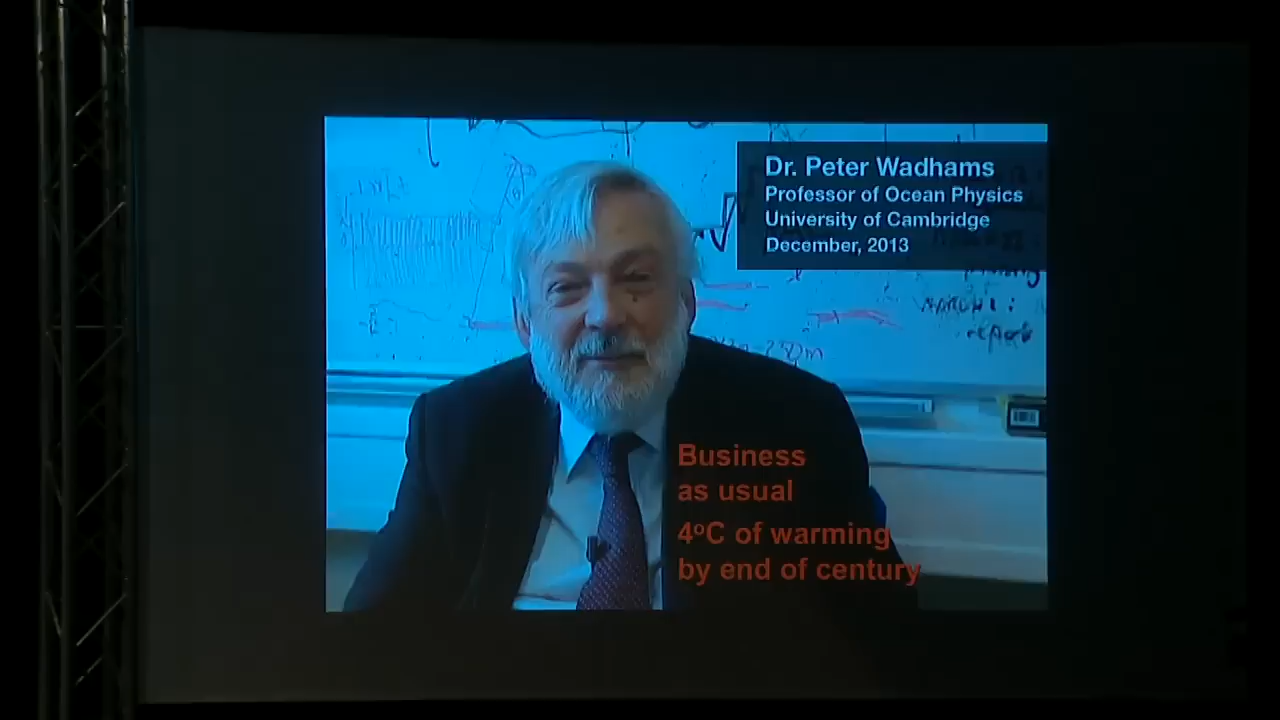 Dr. Peter Wadhams
Professor of Ocean Physics
University of Cambridge
December, 2013
report
Business
as usual
4ºC of warming
by end of century